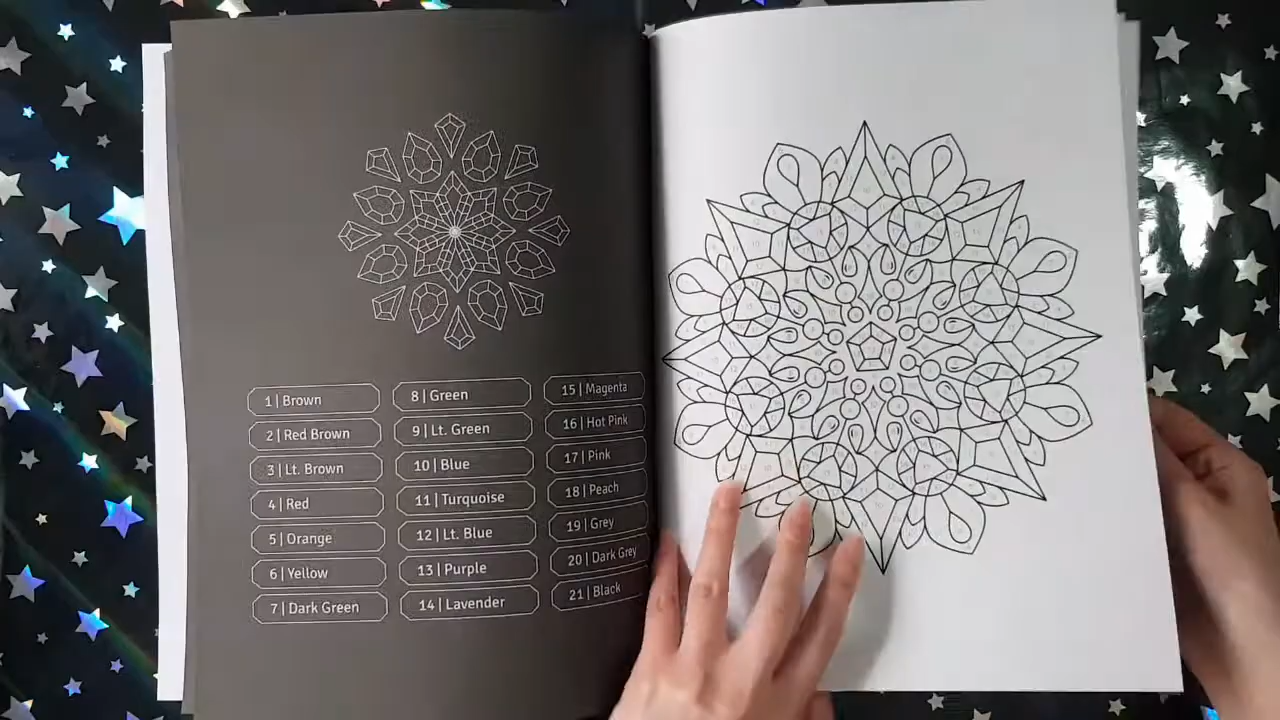 1 | Brown
2 | Red Brown
3 | Lt. Brown
4 | Red
5 | Orange
6 | Yellow
7 | Dark Green
8 | Green
9 | Lt. Green
10 | Blue
11 | Turquoise
12 | Lt. Blue
13 | Purple
14 | Lavender
15 | Magenta
16 | Hot Pink
17 | Pink
18 | Peach
19 | Grey
20 | Dark Grey
21 | Black